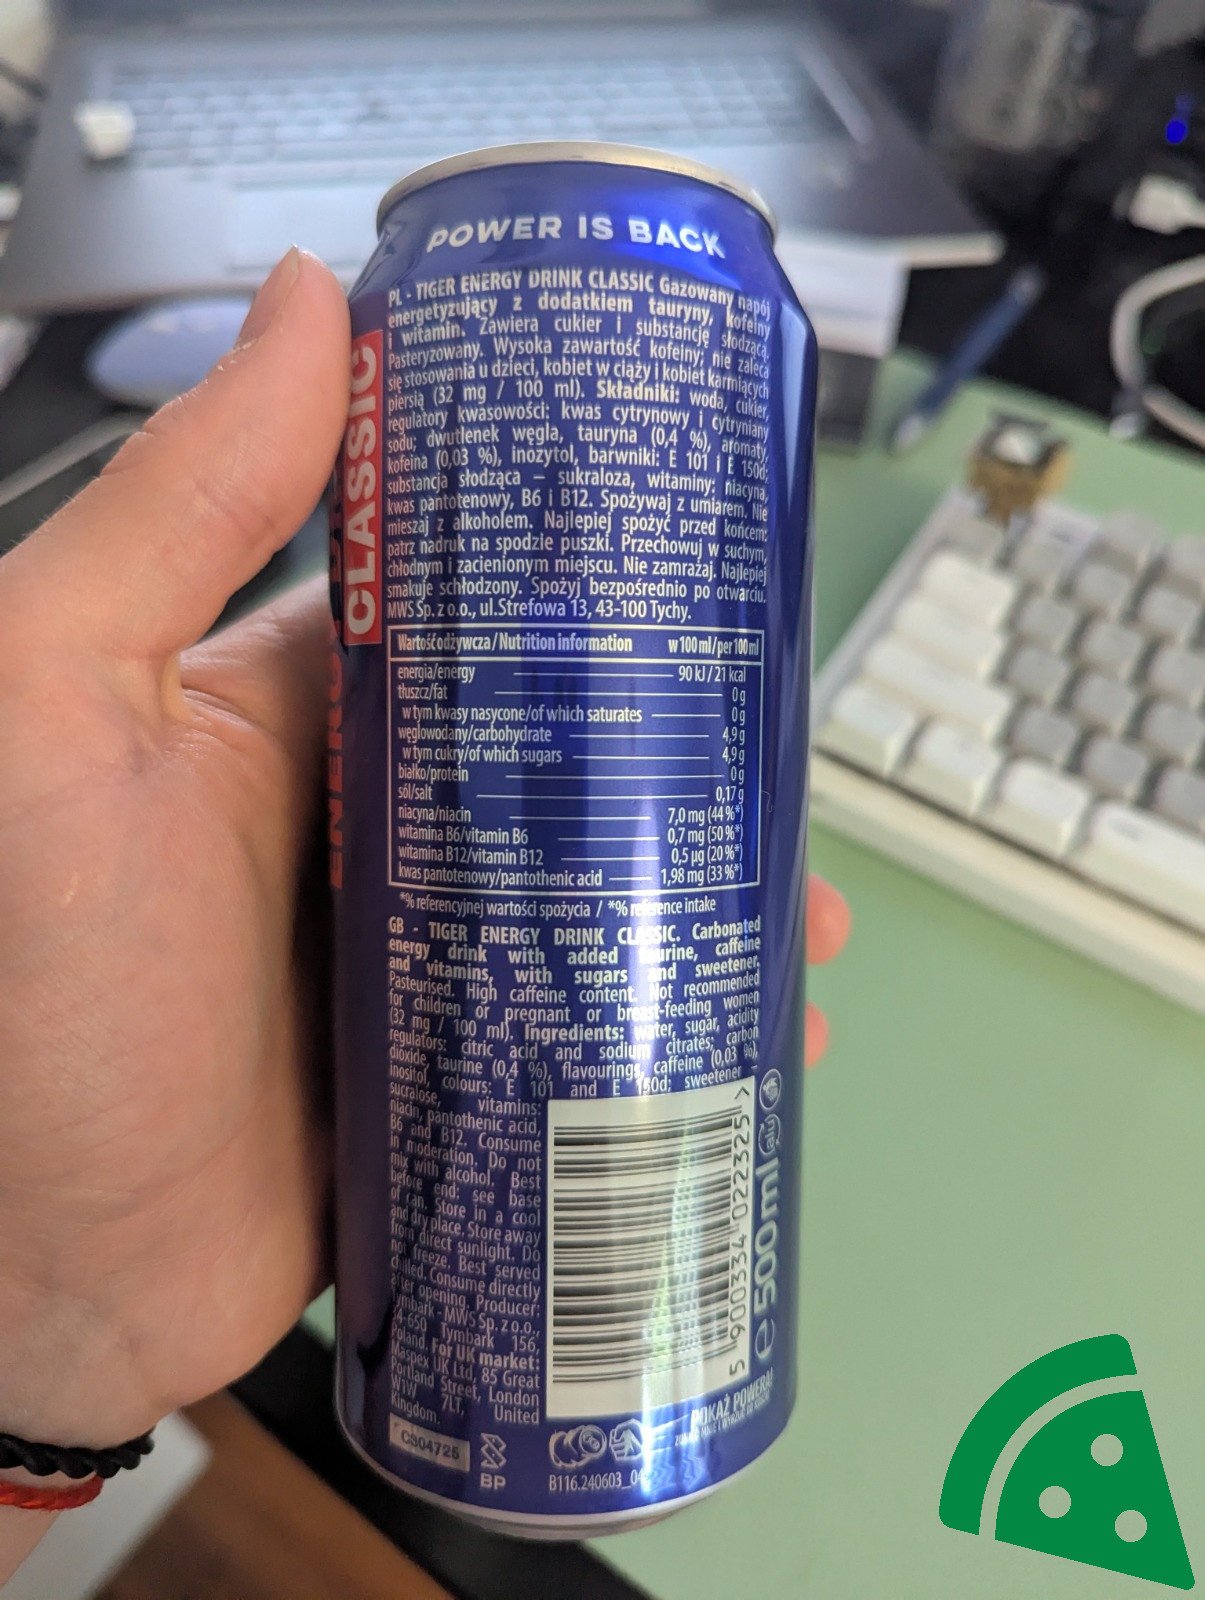 POWER IS BACK
CLASSIC
PL - TIGER ENERGY DRINK CLASSIC Gazowany napój
energetyzujący z dodatkiem tauryny, kofeiny
i witamin. Zawiera cukier i substancję słodzącą.
Pasteryzowany. Wysoka zawartość kofeiny; nie zaleca
się stosowania u dzieci, kobiet w ciąży i kobiet karmiących
piersią (32 mg / 100 ml). Składniki: woda, cukier,
regulatory kwasowości: kwas cytrynowy i cytryniany
sodu; dwutlenek węgla, tauryna (0,4 %), aromaty,
kofeina (0,03 %), inozytol, barwniki: E 101 i E 150d;
substancja słodząca – sukraloza, witaminy: niacyna,
kwas pantotenowy, B6 i B12. Spożywaj z umiarem. Nie
mieszaj z alkoholem. Najlepiej spożyć przed końcem:
patrz nadruk na spodzie puszki. Przechowuj w suchym,
chłodnym i zacienionym miejscu. Nie zamrażaj. Najlepiej
smakuje schłodzony. Spożyj bezpośrednio po otwarciu.
MWS Sp. z o.o., ul.Strefowa 13, 43-100 Tychy.
Wartość odżywcza/Nutrition information w 100 ml/per 100 ml
energia/energy 90 kJ/21 kcal
tłuszcz/fat 0 g
w tym kwasy nasycone/of which saturates 0 g
węglowodany/carbohydrate 4,9 g
w tym cukry/of which sugars 4,9 g
białko/protein 0 g
sól/salt 0,17 g
niacyna/niacin 7,0 mg (44 %*)
witamina B6/vitamin B6 0,7 mg (50 %*)
witamina B12/vitamin B12 0,5 µg (20 %*)
kwas pantotenowy/pantothenic acid 1,98 mg (33 %*)
*% referencyjnej wartości spożycia / *% reference intake
GB - TIGER ENERGY DRINK CLASSIC. Carbonated
energy drink with added taurine, caffeine
and vitamins, with sugars and sweetener.
Pasteurised. High caffeine content. Not recommended
for children or pregnant or breast-feeding women
(32 mg / 100 ml). Ingredients: water, sugar, acidity
regulators: citric acid and sodium citrates; carbon
dioxide, taurine (0,4 %), flavourings, caffeine (0,03 %),
inositol, colours: E 101 and E 150d; sweetener –
sucralose, vitamins:
niacin, pantothenic acid,
B6 and B12. Consume
in moderation. Do not
mix with alcohol. Best
before end: see base
of can. Store in a cool
and dry place. Store away
from direct sunlight. Do
not freeze. Best served
chilled. Consume directly
after opening. Producer:
Tymbark - MWS Sp. z o.o.,
34-650 Tymbark 156,
Poland. For UK market:
Maspex UK Ltd, 85 Great
Portland Street, London
W1W 7LT, United
Kingdom.
5 900334 022325 >
e 500ml
alu
POKAŻ POWERA!
CS04725
BP
B116.240603_04